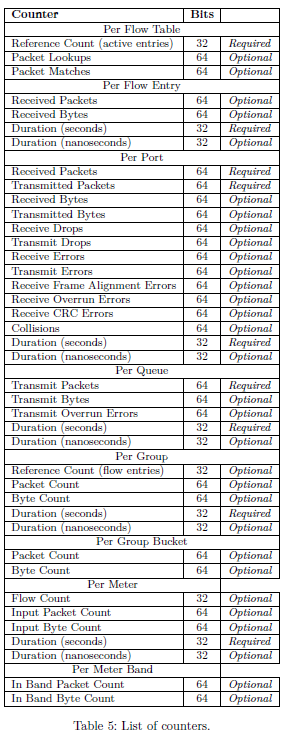 Counter Bits
Per Flow Table
Reference Count (active entries) 32 Required
Packet Lookups 64 Optional
Packet Matches 64 Optional
Per Flow Entry
Received Packets 64 Optional
Received Bytes 64 Optional
Duration (seconds) 32 Required
Duration (nanoseconds) 32 Optional
Per Port
Received Packets 64 Required
Transmitted Packets 64 Required
Received Bytes 64 Optional
Transmitted Bytes 64 Optional
Receive Drops 64 Optional
Transmit Drops 64 Optional
Receive Errors 64 Optional
Transmit Errors 64 Optional
Receive Frame Alignment Errors 64 Optional
Receive Overrun Errors 64 Optional
Receive CRC Errors 64 Optional
Collisions 64 Optional
Duration (seconds) 32 Required
Duration (nanoseconds) 32 Optional
Per Queue
Transmit Packets 64 Required
Transmit Bytes 64 Optional
Transmit Overrun Errors 64 Optional
Duration (seconds) 32 Required
Duration (nanoseconds) 32 Optional
Per Group
Reference Count (flow entries) 32 Optional
Packet Count 64 Optional
Byte Count 64 Optional
Duration (seconds) 32 Required
Duration (nanoseconds) 32 Optional
Per Group Bucket
Packet Count 64 Optional
Byte Count 64 Optional
Per Meter
Flow Count 32 Optional
Input Packet Count 64 Optional
Input Byte Count 64 Optional
Duration (seconds) 32 Required
Duration (nanoseconds) 32 Optional
Per Meter Band
In Band Packet Count 64 Optional
In Band Byte Count 64 Optional
Table 5: List of counters.